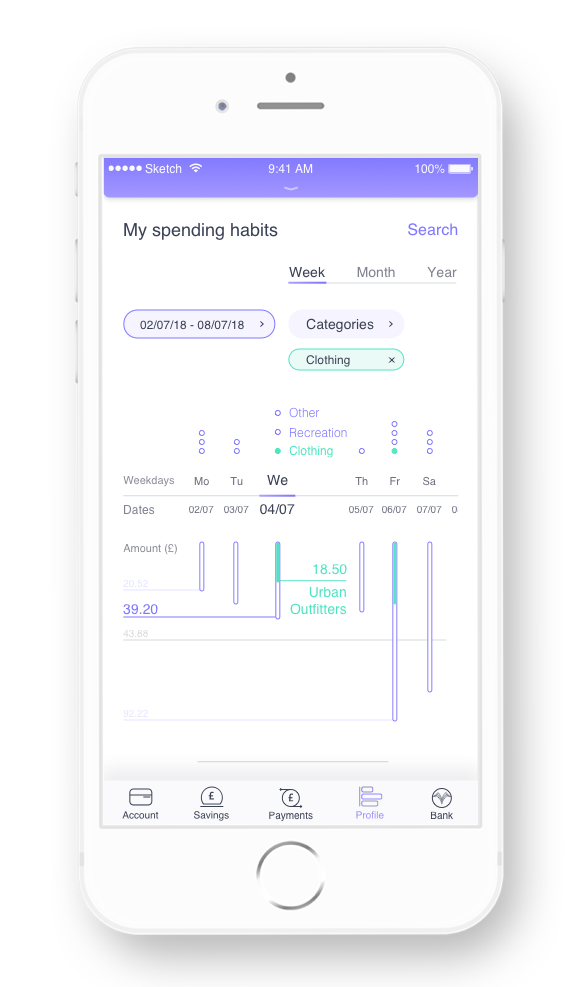 Sketch 9:41 AM 100%
My spending habits Search
Week Month Year
02/07/18 - 08/07/18 > Categories >
Clothing ×
Other
Recreation
Clothing
Weekdays Mo Tu We Th Fr Sa
Dates 02/07 03/07 04/07 05/07 06/07 07/07 0
Amount (£)
18.50
20.52
Urban
39.20 Outfitters
43.88
82.22
£ £
Account Savings Payments Profile Bank